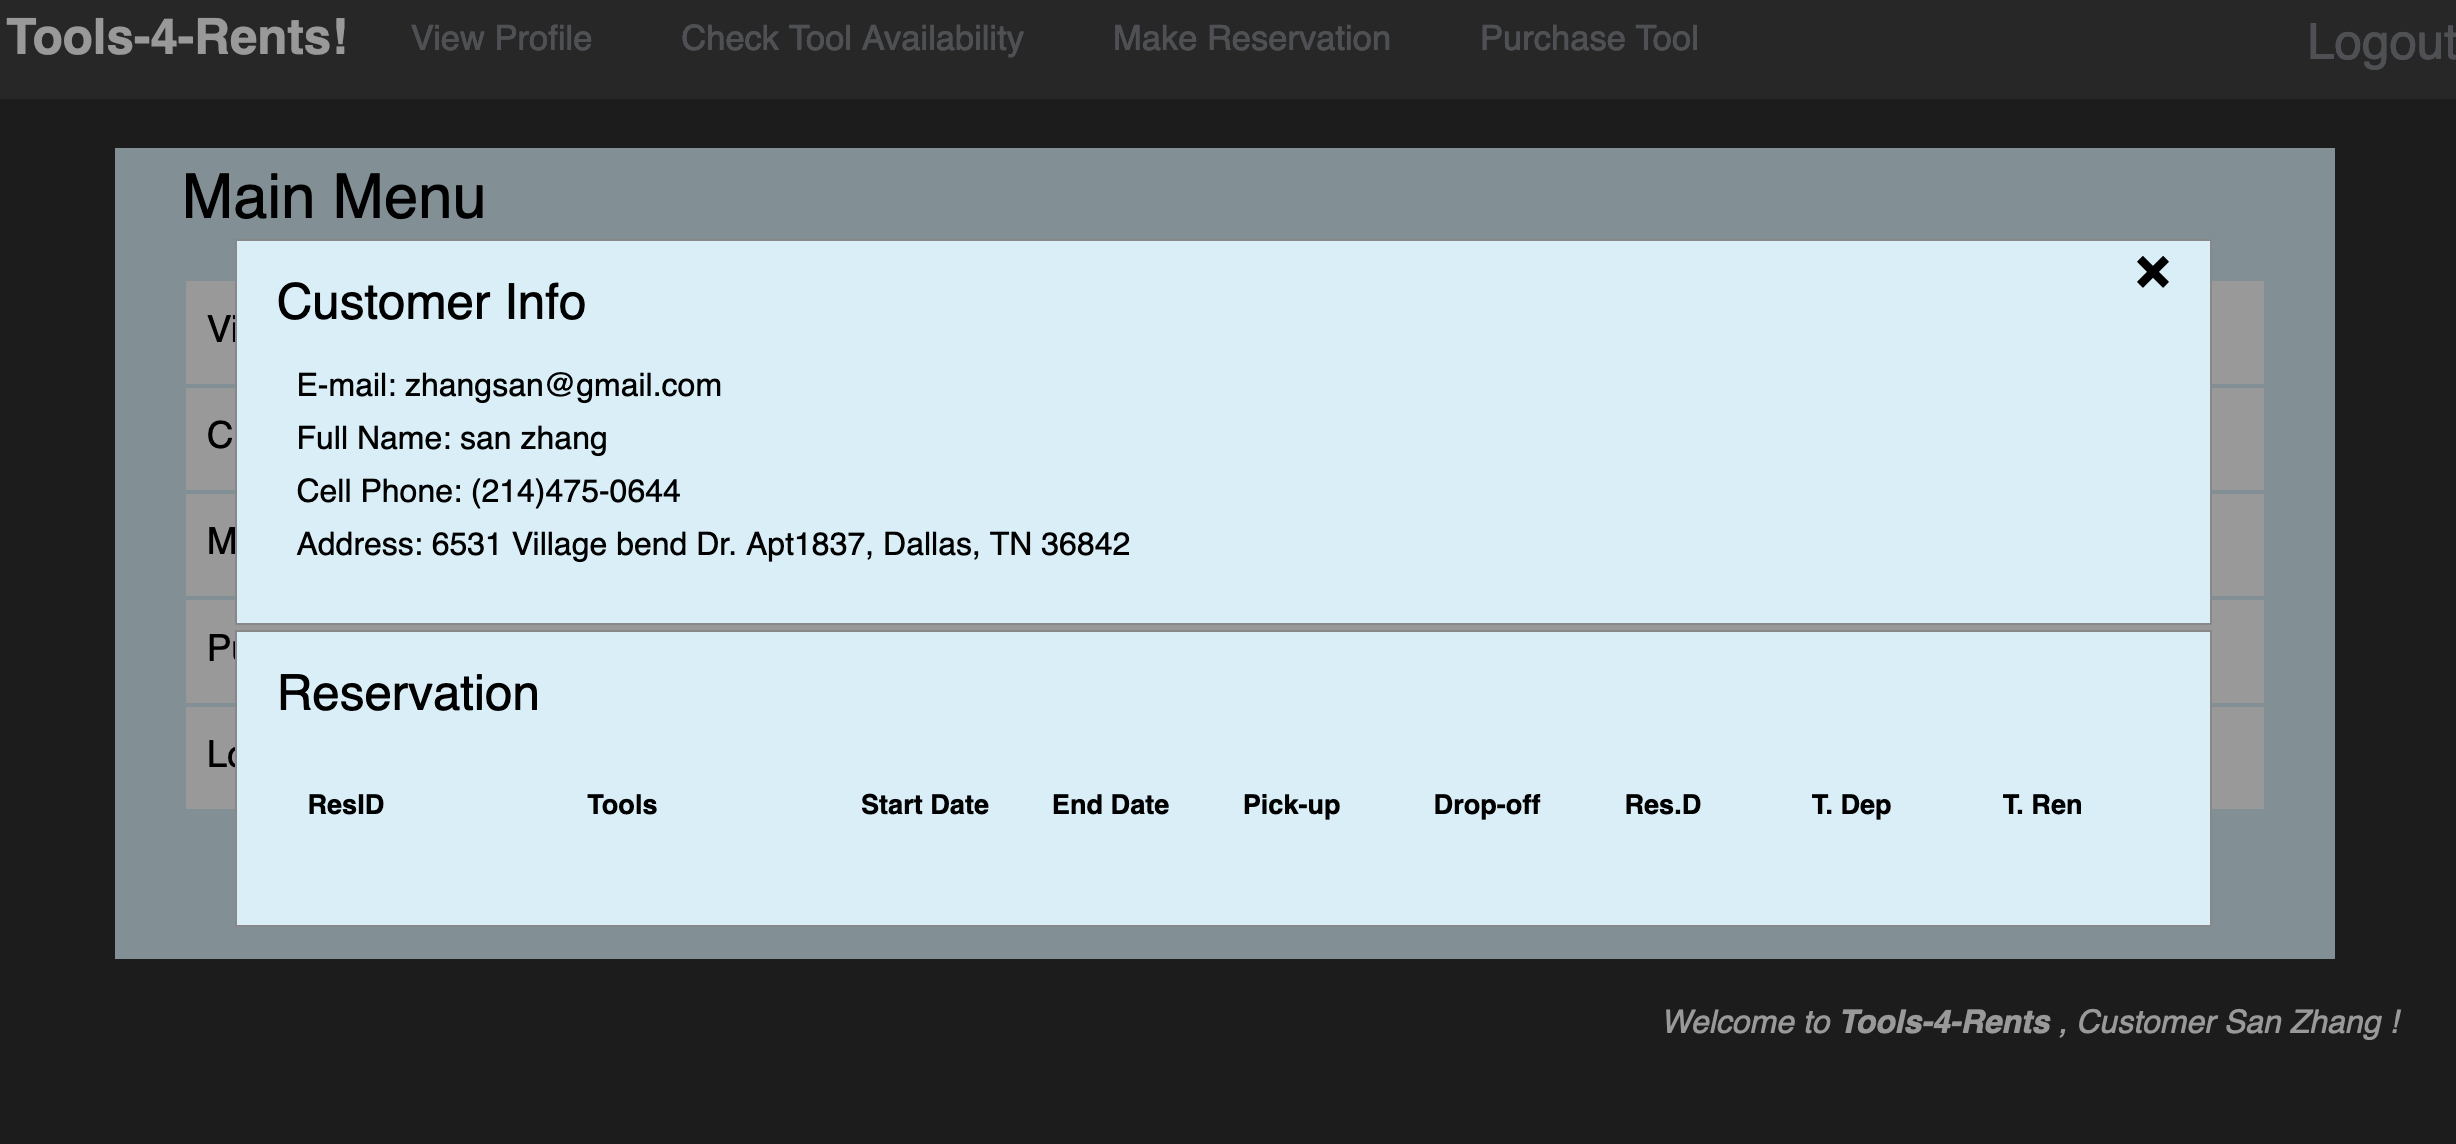 Tools-4-Rents! View Profile Check Tool Availability Make Reservation Purchase Tool Logout
Main Menu
Customer Info
E-mail: zhangsan@gmail.com
Full Name: san zhang
Cell Phone: (214)475-0644
Address: 6531 Village bend Dr. Apt1837, Dallas, TN 36842
Reservation
ResID Tools Start Date End Date Pick-up Drop-off Res.D T. Dep T. Ren
Welcome to Tools-4-Rents , Customer San Zhang !